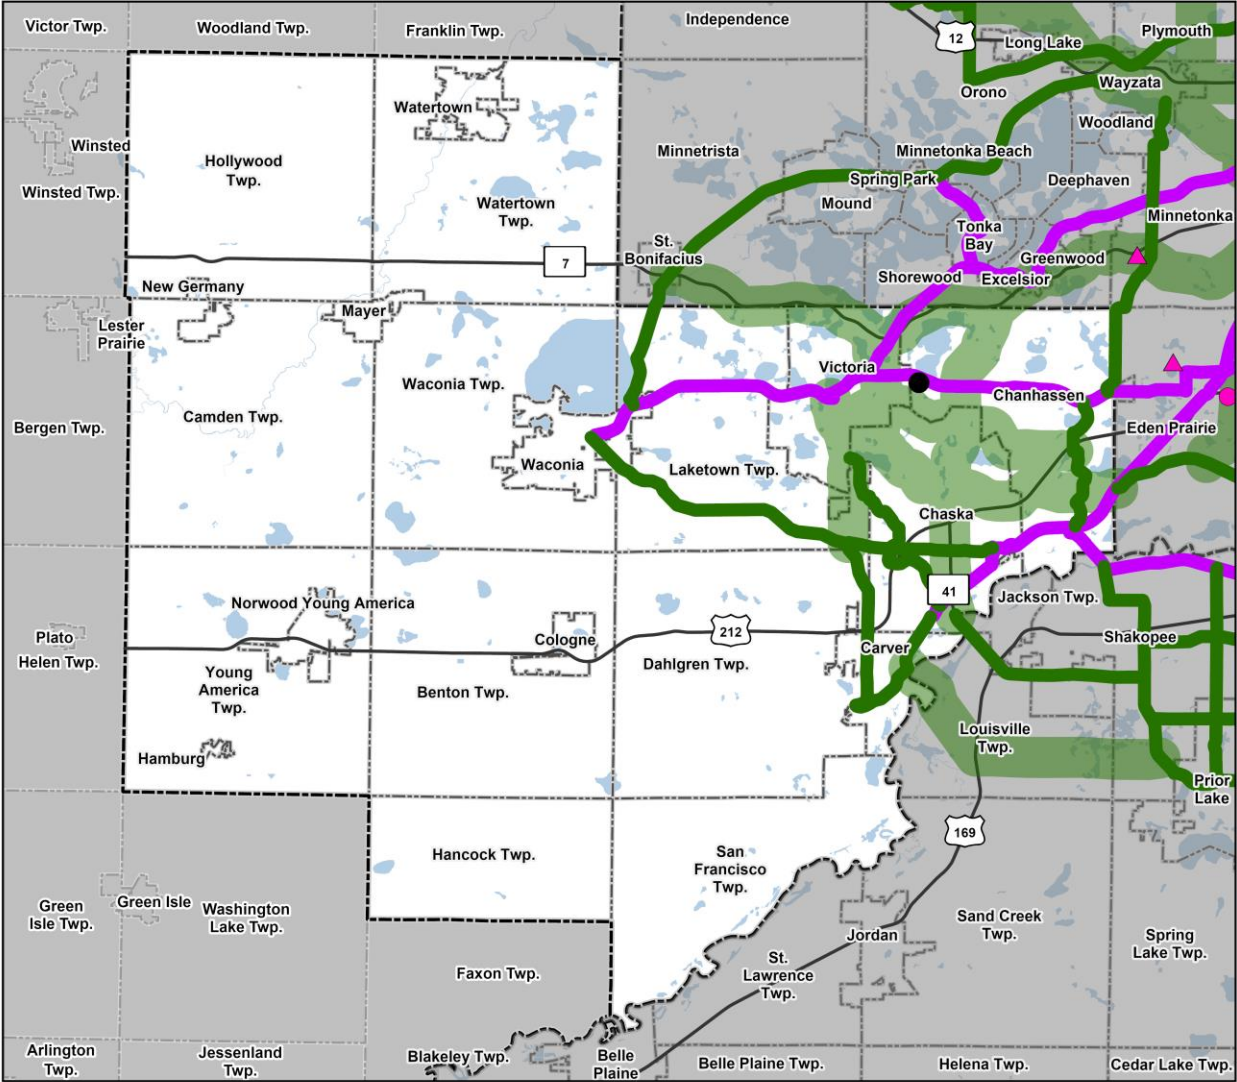 Victor Twp.
Woodland Twp.
Franklin Twp.
Independence
12
Long Lake
Plymouth
Orono
Wayzata
Watertown
Woodland
Winsted
Hollywood
Twp.
Minnetrista
Minnetonka Beach
Winsted Twp.
Watertown
Twp.
Spring Park
Deephaven
Mound
Minnetonka
Tonka
Bay
St.
Bonifacius
7
Greenwood
Shorewood
Excelsior
New Germany
Mayer
Lester
Prairie
Victoria
Waconia Twp.
Chanhassen
Camden Twp.
Bergen Twp.
Eden Prairie
Waconia
Laketown Twp.
Chaska
41
Jackson Twp.
Norwood Young America
Plato
Helen Twp.
Cologne
212
Shakopee
Carver
Dahlgren Twp.
Young
America
Twp.
Benton Twp.
Louisville
Twp.
Hamburg
Prior
Lake
169
Hancock Twp.
San
Francisco
Twp.
Green
Isle Twp.
Green Isle
Washington
Lake Twp.
Sand Creek
Twp.
Jordan
Spring
Lake Twp.
Faxon Twp.
St.
Lawrence
Twp.
Arlington
Twp.
Jessenland
Twp.
Blakeley Twp.
Belle
Plaine
Belle Plaine Twp.
Helena Twp.
Cedar Lake Twp.